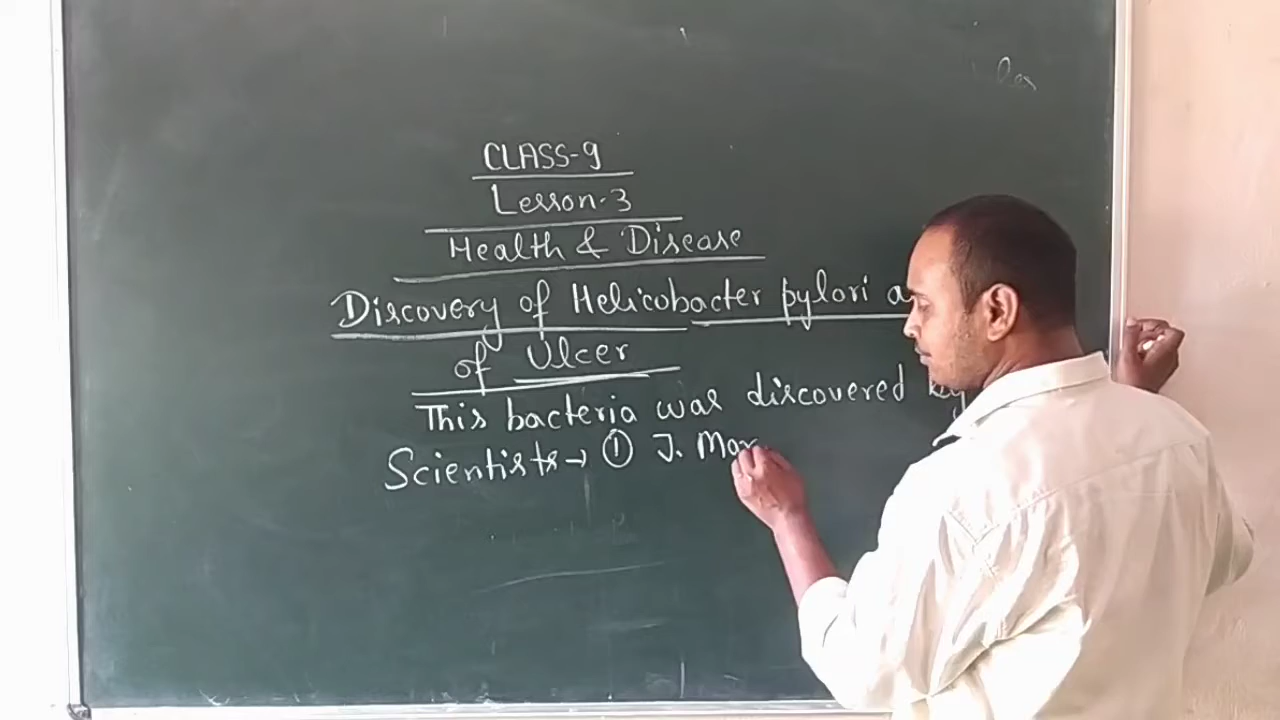 CLASS-9
Lesson-3
Health & Disease
Discovery of Helicobacter pylori a
of Ulcer
This bacteria was discovered by
Scientists→ ① J. Mar